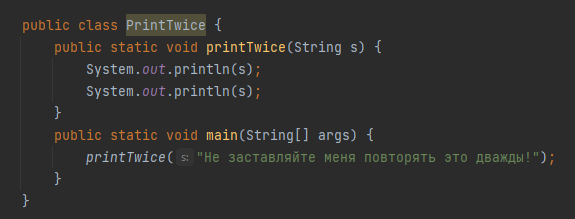 public class PrintTwice {
    public static void printTwice(String s) {
        System.out.println(s);
        System.out.println(s);
    }
    public static void main(String[] args) {
        printTwice( s: "Не заставляйте меня повторять это дважды!");
    }
}